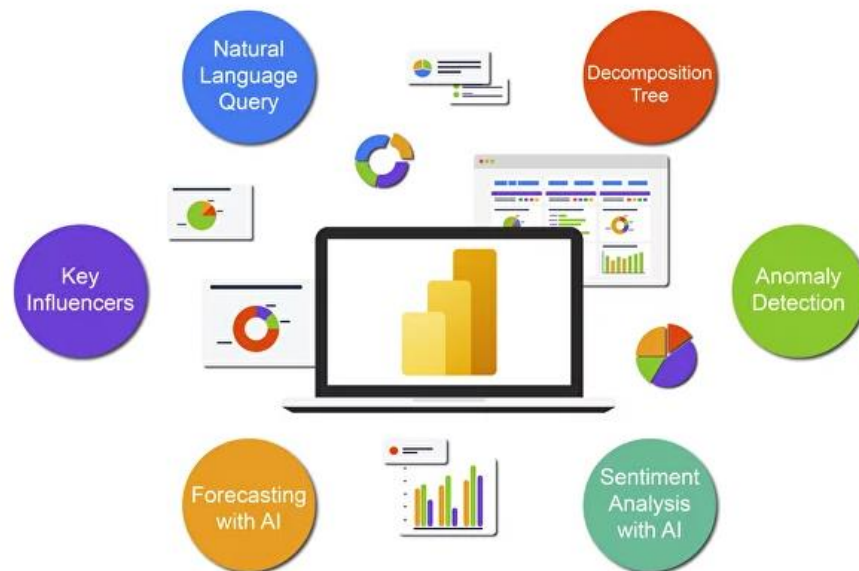 Natural
Language
Query
Decomposition
Tree
Key
Influencers
Anomaly
Detection
Forecasting
with AI
Sentiment
Analysis
with AI